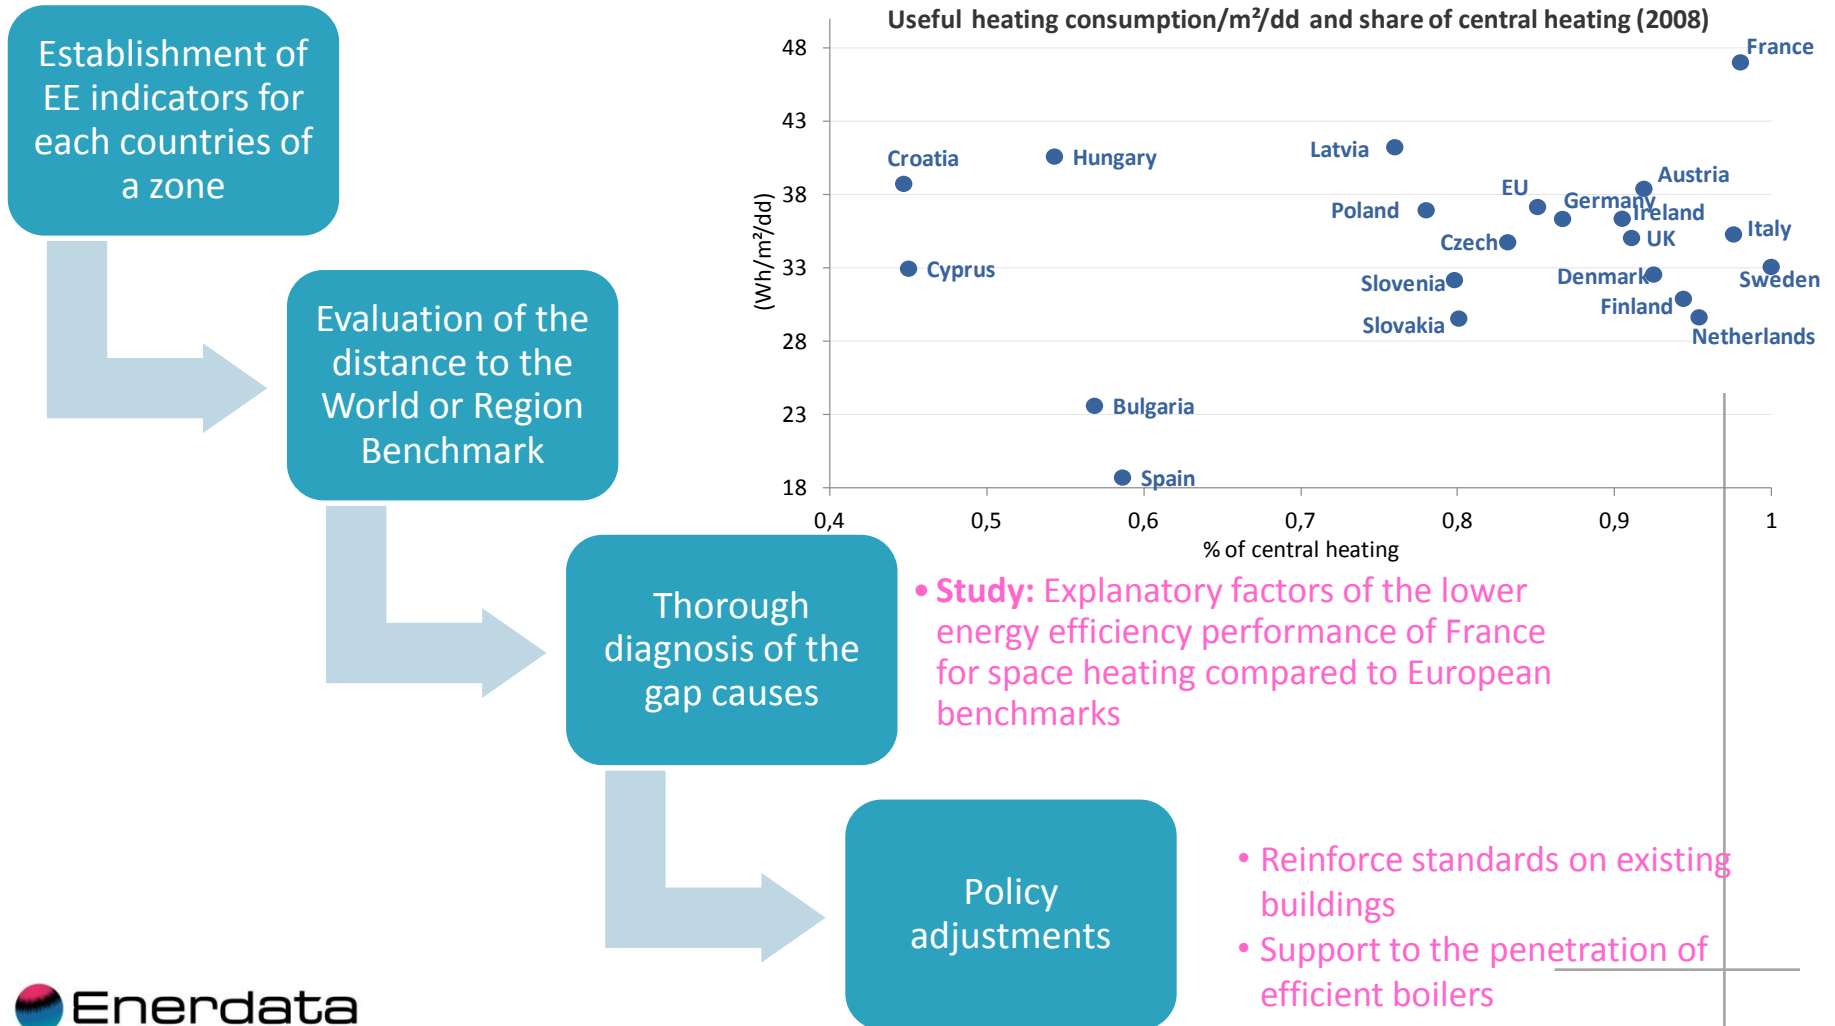 Establishment of
EE indicators for
each countries of
a zone
Evaluation of the
distance to the
World or Region
Benchmark
Thorough
diagnosis of the
gap causes
Policy
adjustments
Useful heating consumption/m²/dd and share of central heating (2008)
(Wh/m²/dd)
48
43
38
33
28
23
18
0,4
0,5
0,6
0,7
0,8
0,9
1
% of central heating
France
Croatia
Hungary
Latvia
Austria
EU
Germany
Poland
Ireland
Italy
Czech
UK
Cyprus
Slovenia
Denmark
Sweden
Finland
Slovakia
Netherlands
Bulgaria
Spain
• Study: Explanatory factors of the lower
energy efficiency performance of France
for space heating compared to European
benchmarks
• Reinforce standards on existing
buildings
• Support to the penetration of
efficient boilers
Enerdata